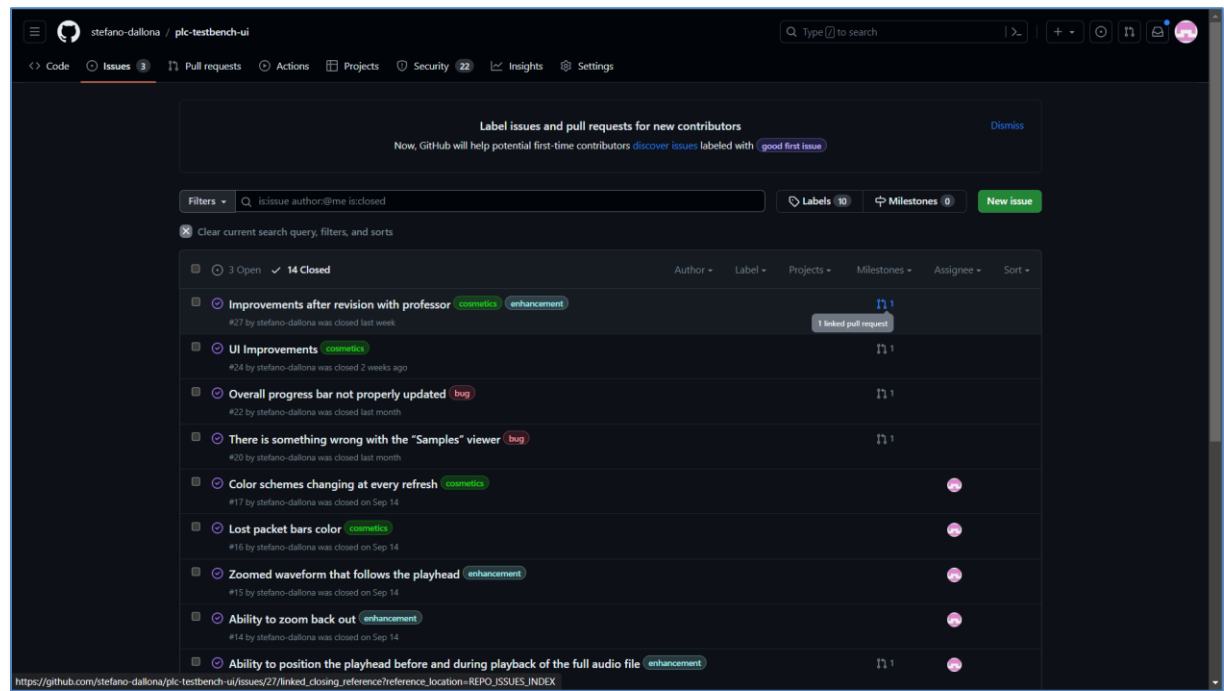 stefano-dallona / plc-testbench-ui
Type / to search
Code Issues 3 Pull requests Actions Projects Security 22 Insights Settings
Label issues and pull requests for new contributors
Dismiss
Now, GitHub will help potential first-time contributors discover issues labeled with good first issue
Filters is:issue author:@me is:closed Labels 10 Milestones 0 New issue
Clear current search query, filters, and sorts
3 Open 14 Closed Author Label Projects Milestones Assignee Sort
Improvements after revision with professor cosmetics enhancement 1
#27 by stefano-dallona was closed last week
1 linked pull request
UI Improvements cosmetics 1
#24 by stefano-dallona was closed 2 weeks ago
Overall progress bar not properly updated bug 1
#22 by stefano-dallona was closed last month
There is something wrong with the “Samples” viewer bug 1
#20 by stefano-dallona was closed last month
Color schemes changing at every refresh cosmetics
#17 by stefano-dallona was closed on Sep 14
Lost packet bars color cosmetics
#16 by stefano-dallona was closed on Sep 14
Zoomed waveform that follows the playhead enhancement
#15 by stefano-dallona was closed on Sep 14
Ability to zoom back out enhancement
#14 by stefano-dallona was closed on Sep 14
Ability to position the playhead before and during playback of the full audio file enhancement 1
https://github.com/stefano-dallona/plc-testbench-ui/issues/27/linked_closing_reference?reference_location=REPO_ISSUES_INDEX